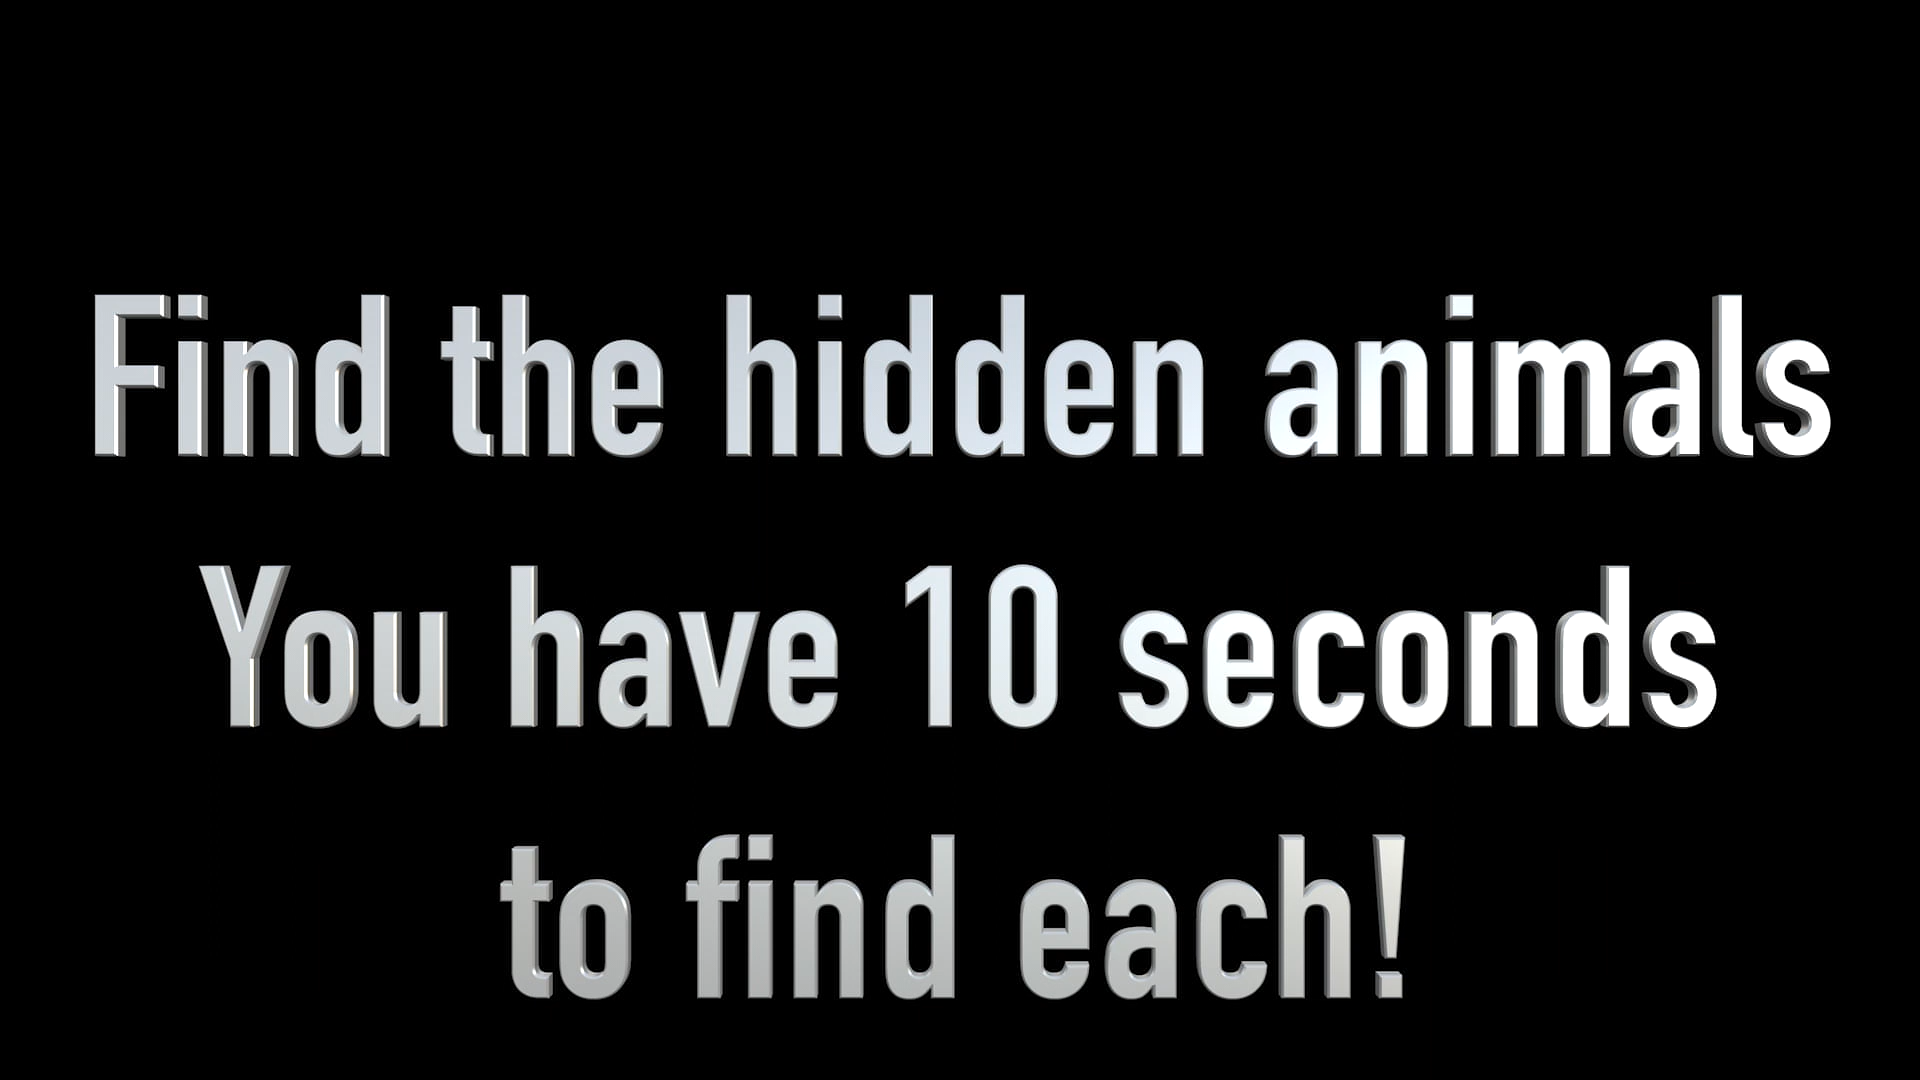 Find the hidden animals
You have 10 seconds
to find each!